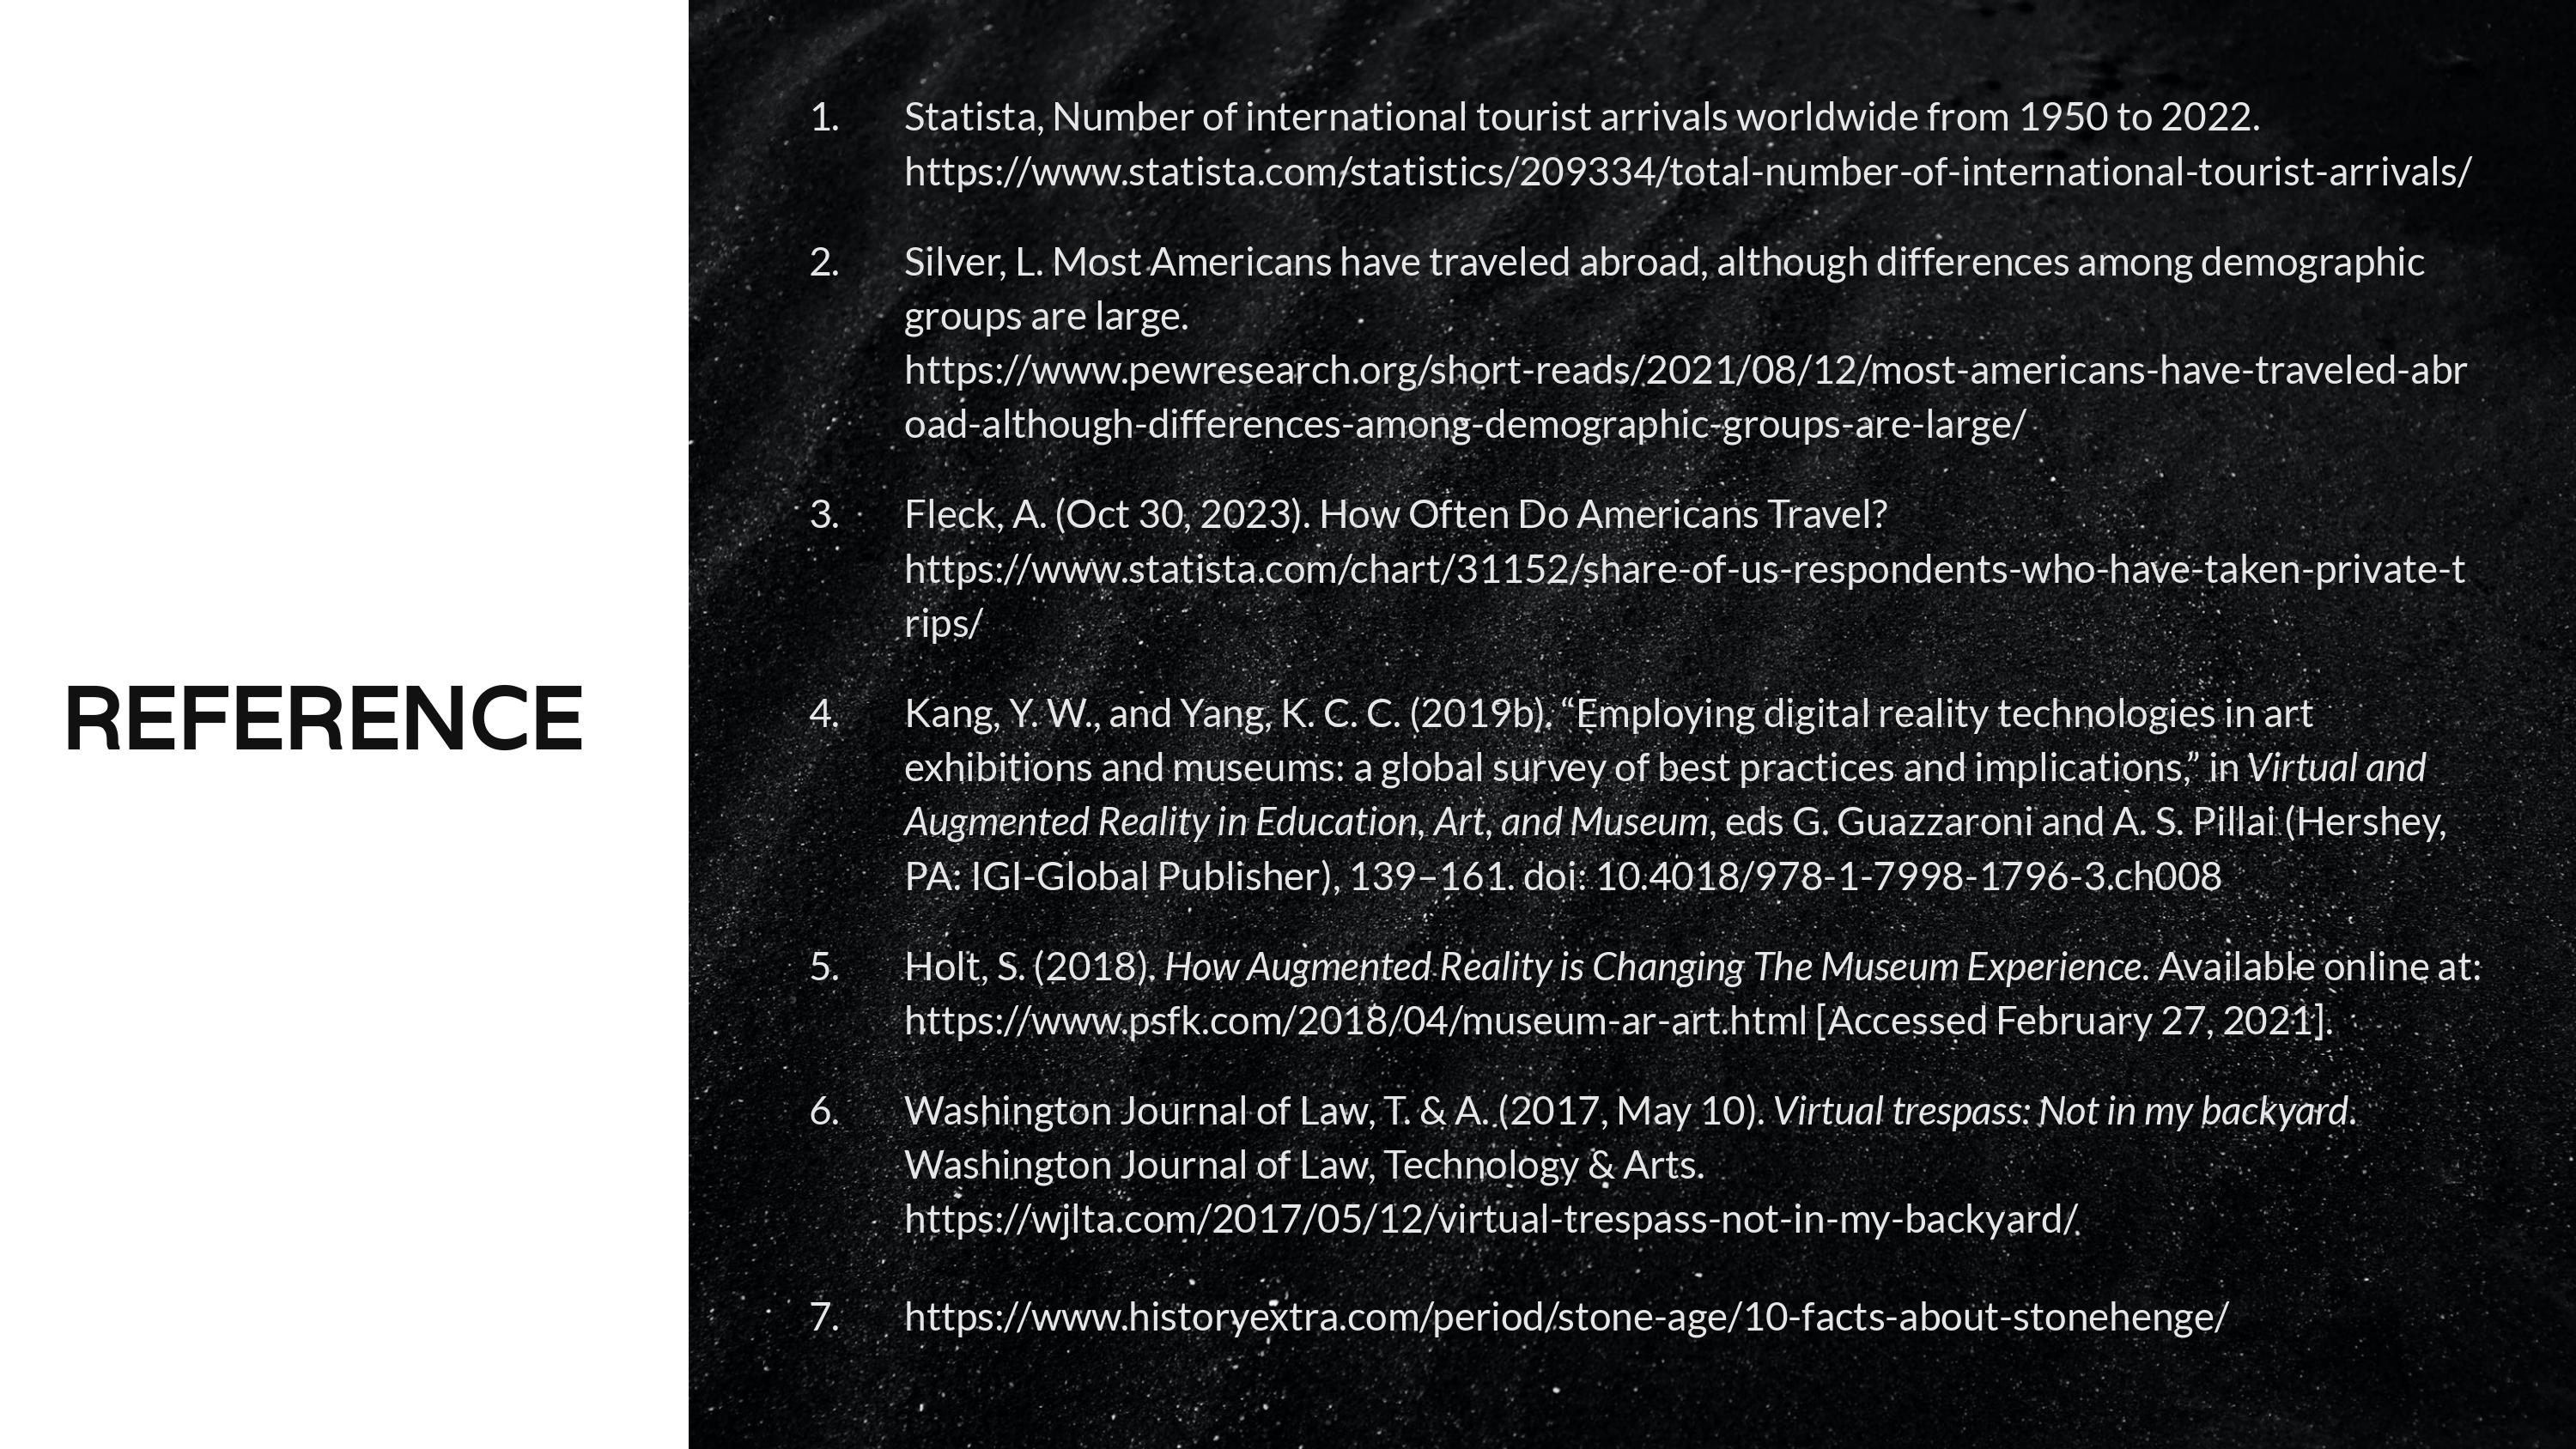 REFERENCE
1. Statista, Number of international tourist arrivals worldwide from 1950 to 2022.
https://www.statista.com/statistics/209334/total-number-of-international-tourist-arrivals/
2. Silver, L. Most Americans have traveled abroad, although differences among demographic
groups are large.
https://www.pewresearch.org/short-reads/2021/08/12/most-americans-have-traveled-abr
oad-although-differences-among-demographic-groups-are-large/
3. Fleck, A. (Oct 30, 2023). How Often Do Americans Travel?
https://www.statista.com/chart/31152/share-of-us-respondents-who-have-taken-private-t
rips/
4. Kang, Y. W., and Yang, K. C. C. (2019b). “Employing digital reality technologies in art
exhibitions and museums: a global survey of best practices and implications,” in Virtual and
Augmented Reality in Education, Art, and Museum, eds G. Guazzaroni and A. S. Pillai (Hershey,
PA: IGI-Global Publisher), 139–161. doi: 10.4018/978-1-7998-1796-3.ch008
5. Holt, S. (2018). How Augmented Reality is Changing The Museum Experience. Available online at:
https://www.psfk.com/2018/04/museum-ar-art.html [Accessed February 27, 2021].
6. Washington Journal of Law, T. & A. (2017, May 10). Virtual trespass: Not in my backyard.
Washington Journal of Law, Technology & Arts.
https://wjlta.com/2017/05/12/virtual-trespass-not-in-my-backyard/
7. https://www.historyextra.com/period/stone-age/10-facts-about-stonehenge/